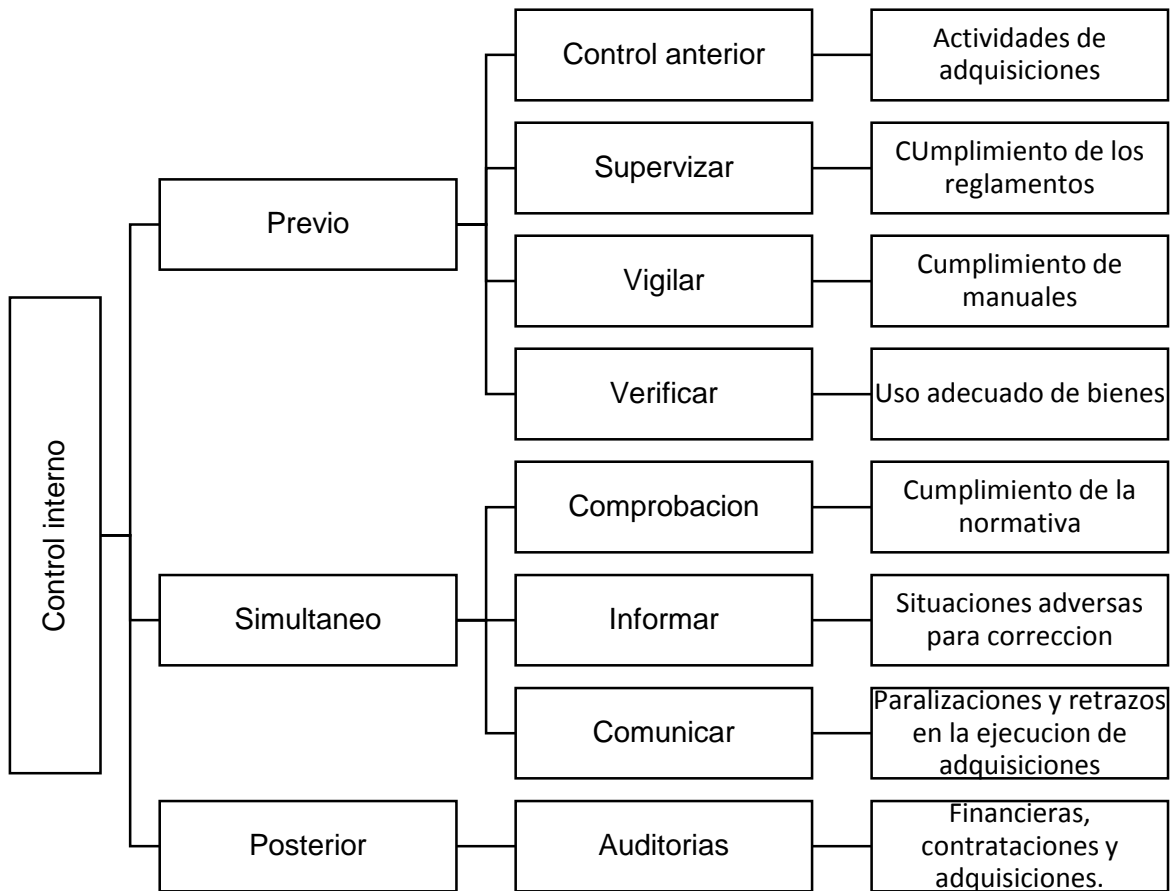 Control interno
Previo
Control anterior
Actividades de
adquisiciones
Supervizar
CUmplimiento de los
reglamentos
Vigilar
Cumplimiento de
manuales
Verificar
Uso adecuado de bienes
Simultaneo
Comprobacion
Cumplimiento de la
normativa
Informar
Situaciones adversas
para correccion
Comunicar
Paralizaciones y retrazos
en la ejecucion de
adquisiciones
Posterior
Auditorias
Financieras,
contrataciones y
adquisiciones.